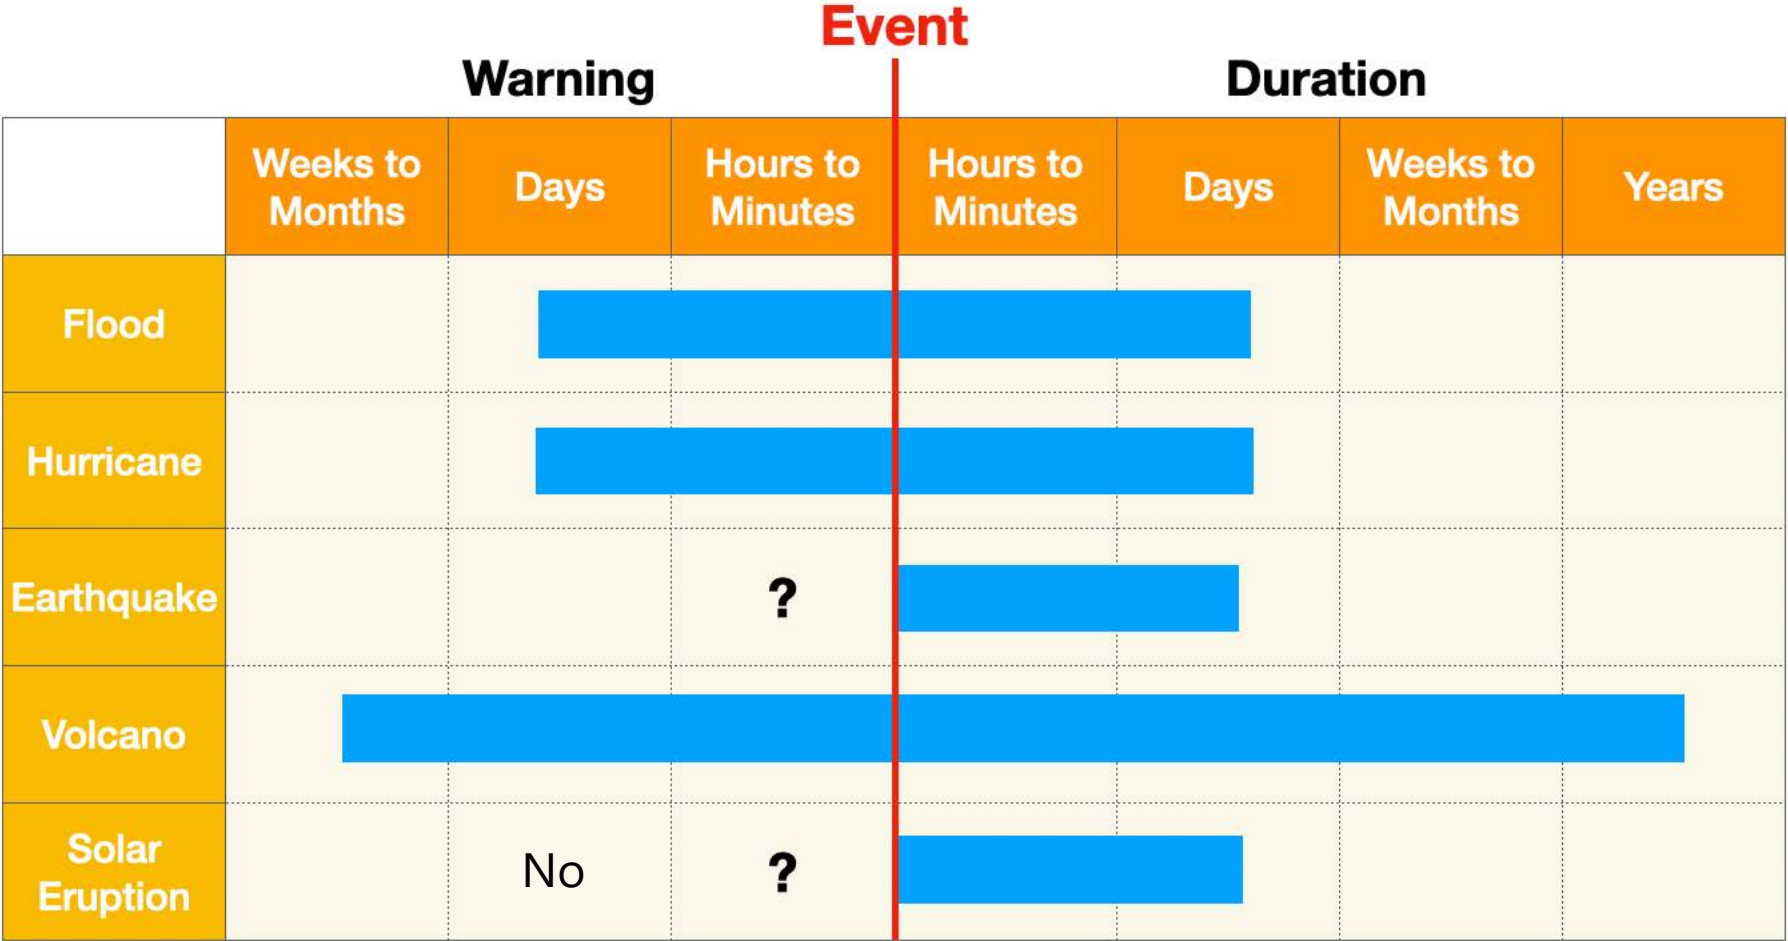 Event
Warning
Duration
Weeks to
Months
Days
Hours to
Minutes
Hours to
Minutes
Days
Weeks to
Months
Years
Flood
Hurricane
Earthquake
?
Volcano
Solar
Eruption
No
?